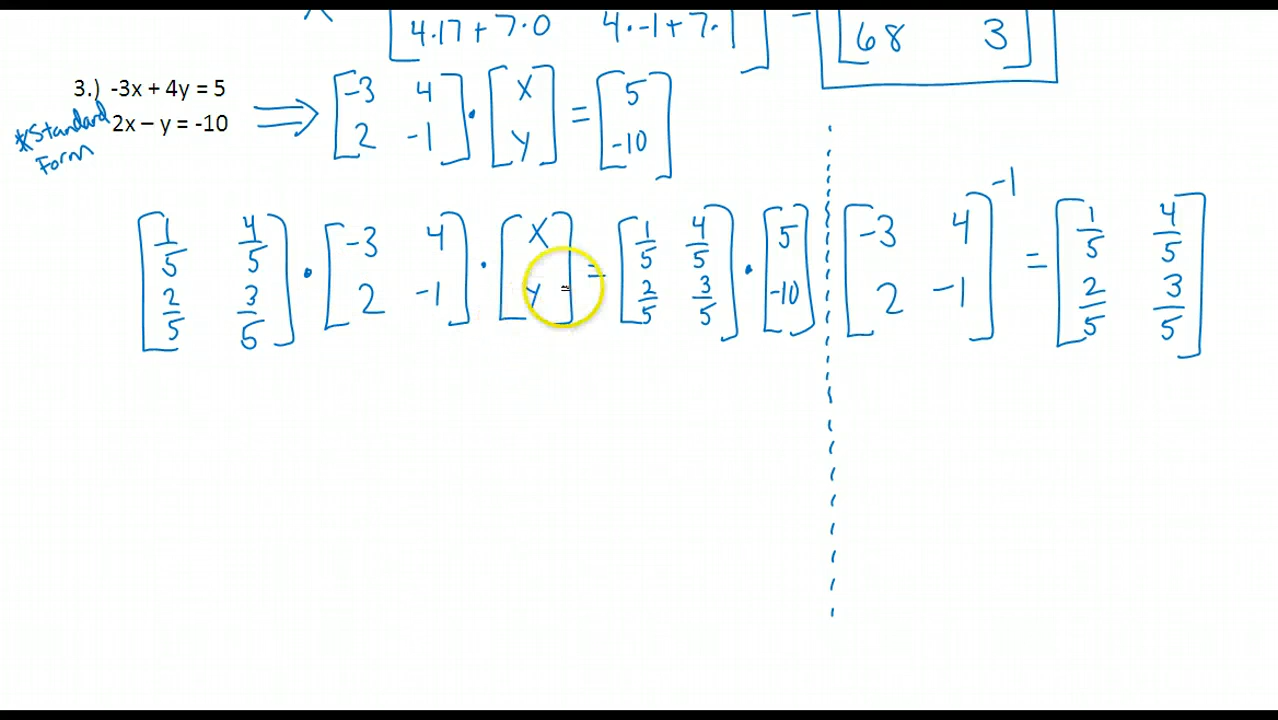 4·17+7·0 4·-1+7·1 = [68 3]
3.) -3x + 4y = 5 ⟹ [-3 4] · [x] = [5]
*Standard Form 2x – y = -10 [2 -1] [y] [-10]
-1
[1/5 4/5] · [-3 4] · [x] = [1/5 4/5] · [5] [-3 4] = [1/5 4/5]
[2/5 3/5] [2 -1] [y] [2/5 3/5] [-10] [2 -1] [2/5 3/5]